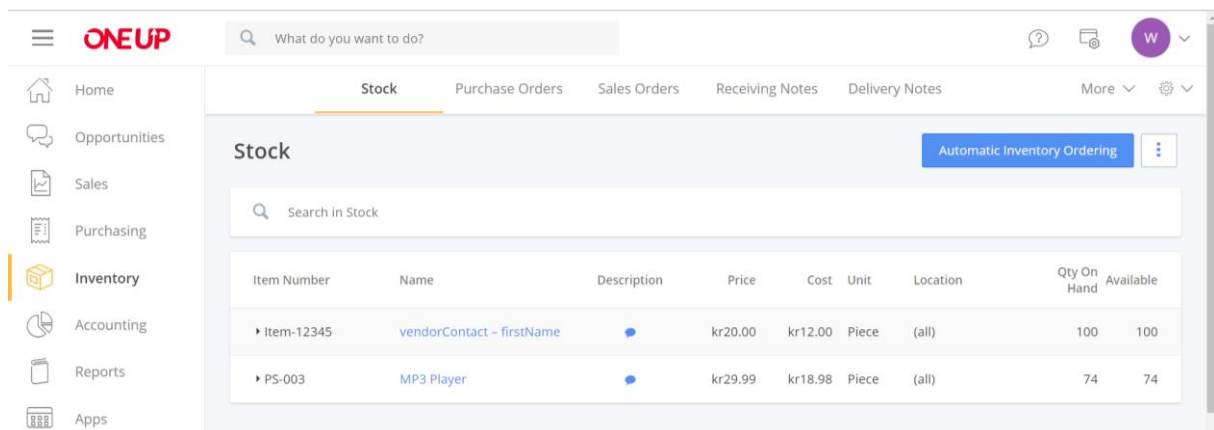 ONEUP What do you want to do? W
Home Stock Purchase Orders Sales Orders Receiving Notes Delivery Notes More
Opportunities
Stock Automatic Inventory Ordering
Sales
Search in Stock
Purchasing
Inventory
Item Number Name Description Price Cost Unit Location Qty On Hand Available
Accounting
Item-12345 vendorContact – firstName kr20.00 kr12.00 Piece (all) 100 100
Reports
PS-003 MP3 Player kr29.99 kr18.98 Piece (all) 74 74
Apps